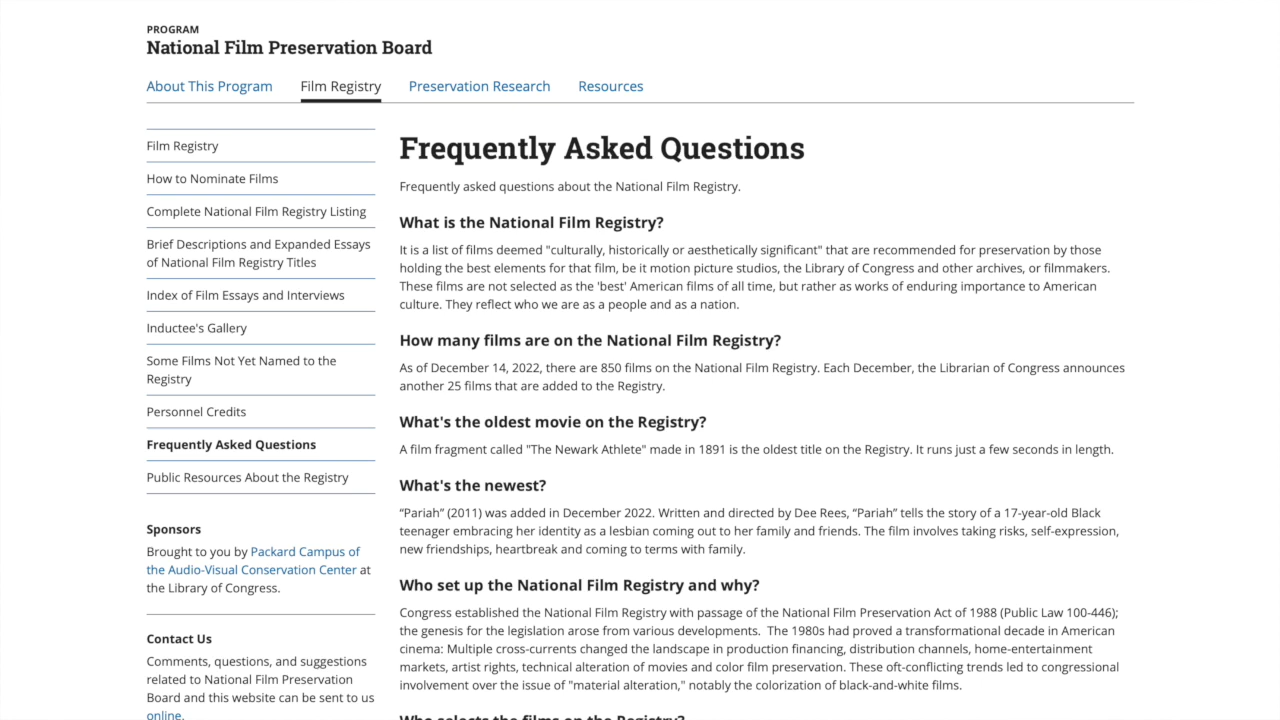 PROGRAM
National Film Preservation Board
About This Program
Film Registry
Preservation Research
Resources
Film Registry
How to Nominate Films
Complete National Film Registry Listing
Brief Descriptions and Expanded Essays
of National Film Registry Titles
Index of Film Essays and Interviews
Inductee's Gallery
Some Films Not Yet Named to the
Registry
Personnel Credits
Frequently Asked Questions
Public Resources About the Registry
Sponsors
Brought to you by Packard Campus of
the Audio-Visual Conservation Center at
the Library of Congress.
Contact Us
Comments, questions, and suggestions
related to National Film Preservation
Board and this website can be sent to us
online.
Frequently Asked Questions
Frequently asked questions about the National Film Registry.
What is the National Film Registry?
It is a list of films deemed "culturally, historically or aesthetically significant" that are recommended for preservation by those
holding the best elements for that film, be it motion picture studios, the Library of Congress and other archives, or filmmakers.
These films are not selected as the 'best' American films of all time, but rather as works of enduring importance to American
culture. They reflect who we are as a people and as a nation.
How many films are on the National Film Registry?
As of December 14, 2022, there are 850 films on the National Film Registry. Each December, the Librarian of Congress announces
another 25 films that are added to the Registry.
What's the oldest movie on the Registry?
A film fragment called "The Newark Athlete" made in 1891 is the oldest title on the Registry. It runs just a few seconds in length.
What's the newest?
“Pariah” (2011) was added in December 2022. Written and directed by Dee Rees, “Pariah” tells the story of a 17-year-old Black
teenager embracing her identity as a lesbian coming out to her family and friends. The film involves taking risks, self-expression,
new friendships, heartbreak and coming to terms with family.
Who set up the National Film Registry and why?
Congress established the National Film Registry with passage of the National Film Preservation Act of 1988 (Public Law 100-446);
the genesis for the legislation arose from various developments.  The 1980s had proved a transformational decade in American
cinema: Multiple cross-currents changed the landscape in production financing, distribution channels, home-entertainment
markets, artist rights, technical alteration of movies and color film preservation. These oft-conflicting trends led to congressional
involvement over the issue of "material alteration," notably the colorization of black-and-white films.
Who selects the films on the Registry?